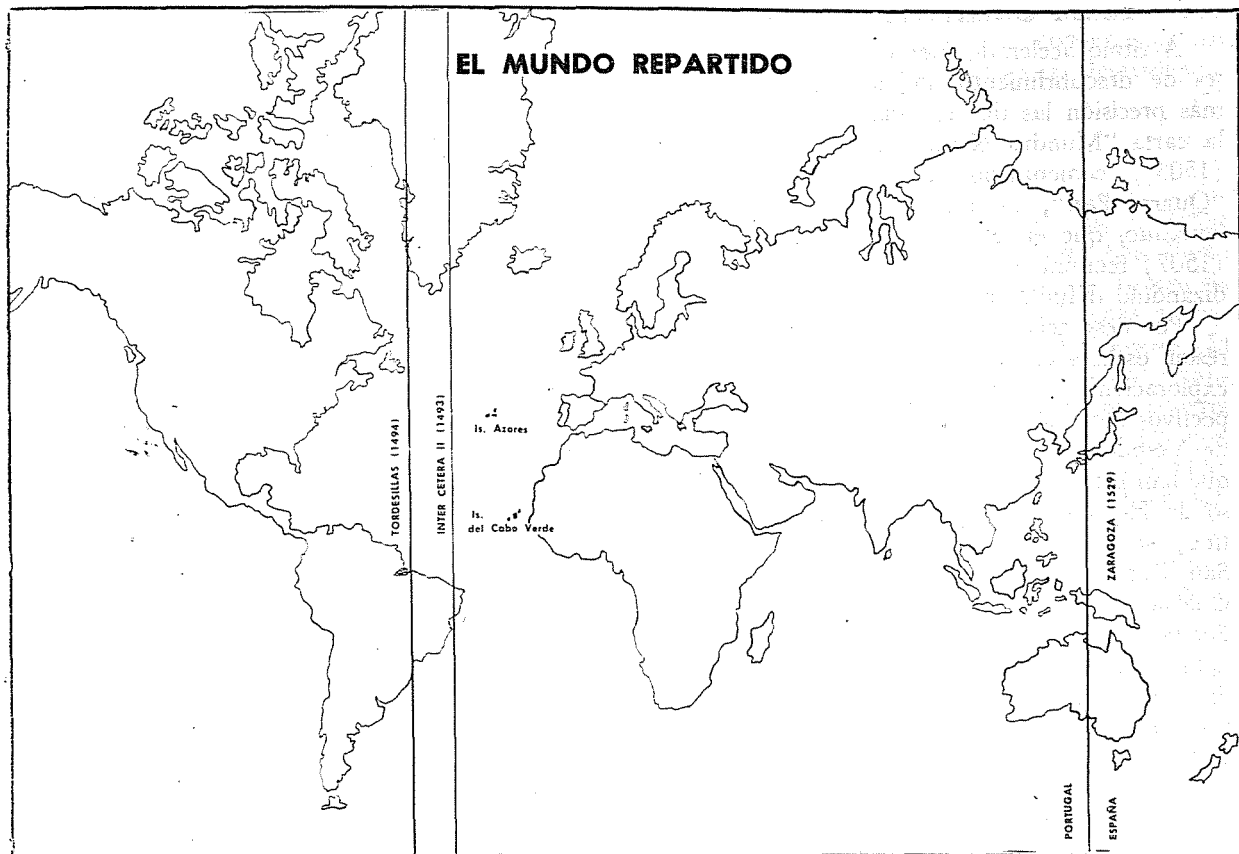 EL MUNDO REPARTIDO
TORDESILLAS (1494)
INTER CETERA II (1493)
Is. Azores
Is.
del Cabo Verde
ZARAGOZA (1529)
PORTUGAL
ESPAÑA